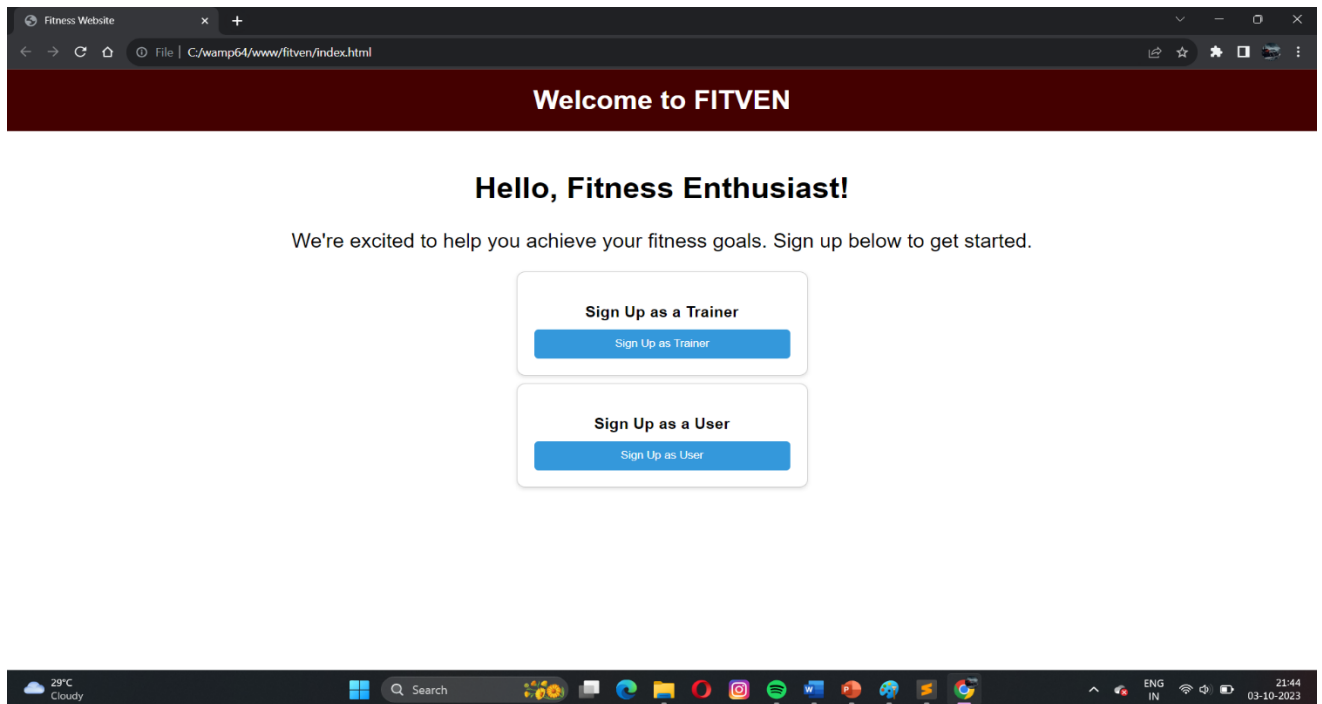 Fitness Website
File | C:/wamp64/www/fitven/index.html
Welcome to FITVEN
Hello, Fitness Enthusiast!
We're excited to help you achieve your fitness goals. Sign up below to get started.
Sign Up as a Trainer
Sign Up as Trainer
Sign Up as a User
Sign Up as User
29°C
Cloudy
Search
ENG
IN
21:44
03-10-2023